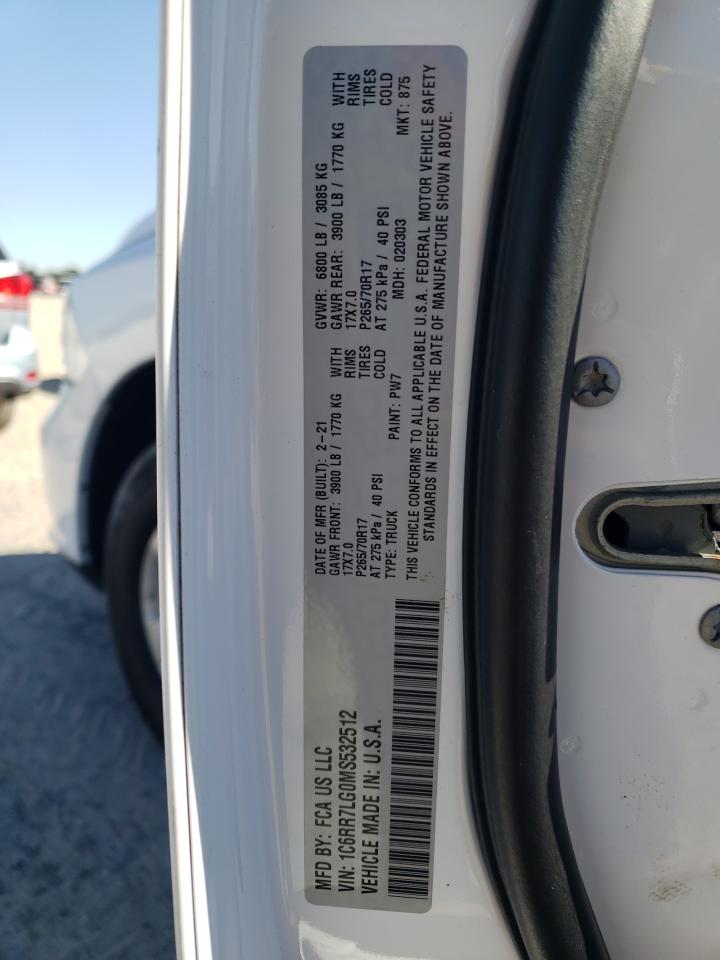 MFD BY: FCA US LLC
VIN: 1C6RR7LG0MS532512
VEHICLE MADE IN: U.S.A.
DATE OF MFR (BUILT): 2-21
GAWR FRONT: 3900 LB / 1770 KG WITH
17X7.0 RIMS
P265/70R17 TIRES
AT 275 kPa / 40 PSI COLD
TYPE: TRUCK PAINT: PW7
GVWR: 6800 LB / 3085 KG
GAWR REAR: 3900 LB / 1770 KG WITH
17X7.0 RIMS
P265/70R17 TIRES
AT 275 kPa / 40 PSI COLD
MDH: 020303 MKT: 875
THIS VEHICLE CONFORMS TO ALL APPLICABLE U.S.A. FEDERAL MOTOR VEHICLE SAFETY
STANDARDS IN EFFECT ON THE DATE OF MANUFACTURE SHOWN ABOVE.